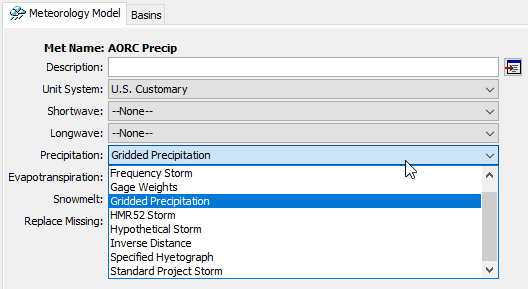 Meteorology Model Basins
Met Name: AORC Precip
Description:
Unit System: U.S. Customary
Shortwave: --None--
Longwave: --None--
Precipitation: Gridded Precipitation
Evapotranspiration: Frequency Storm
Gage Weights
Snowmelt: Gridded Precipitation
HMR52 Storm
Replace Missing: Hypothetical Storm
Inverse Distance
Specified Hyetograph
Standard Project Storm